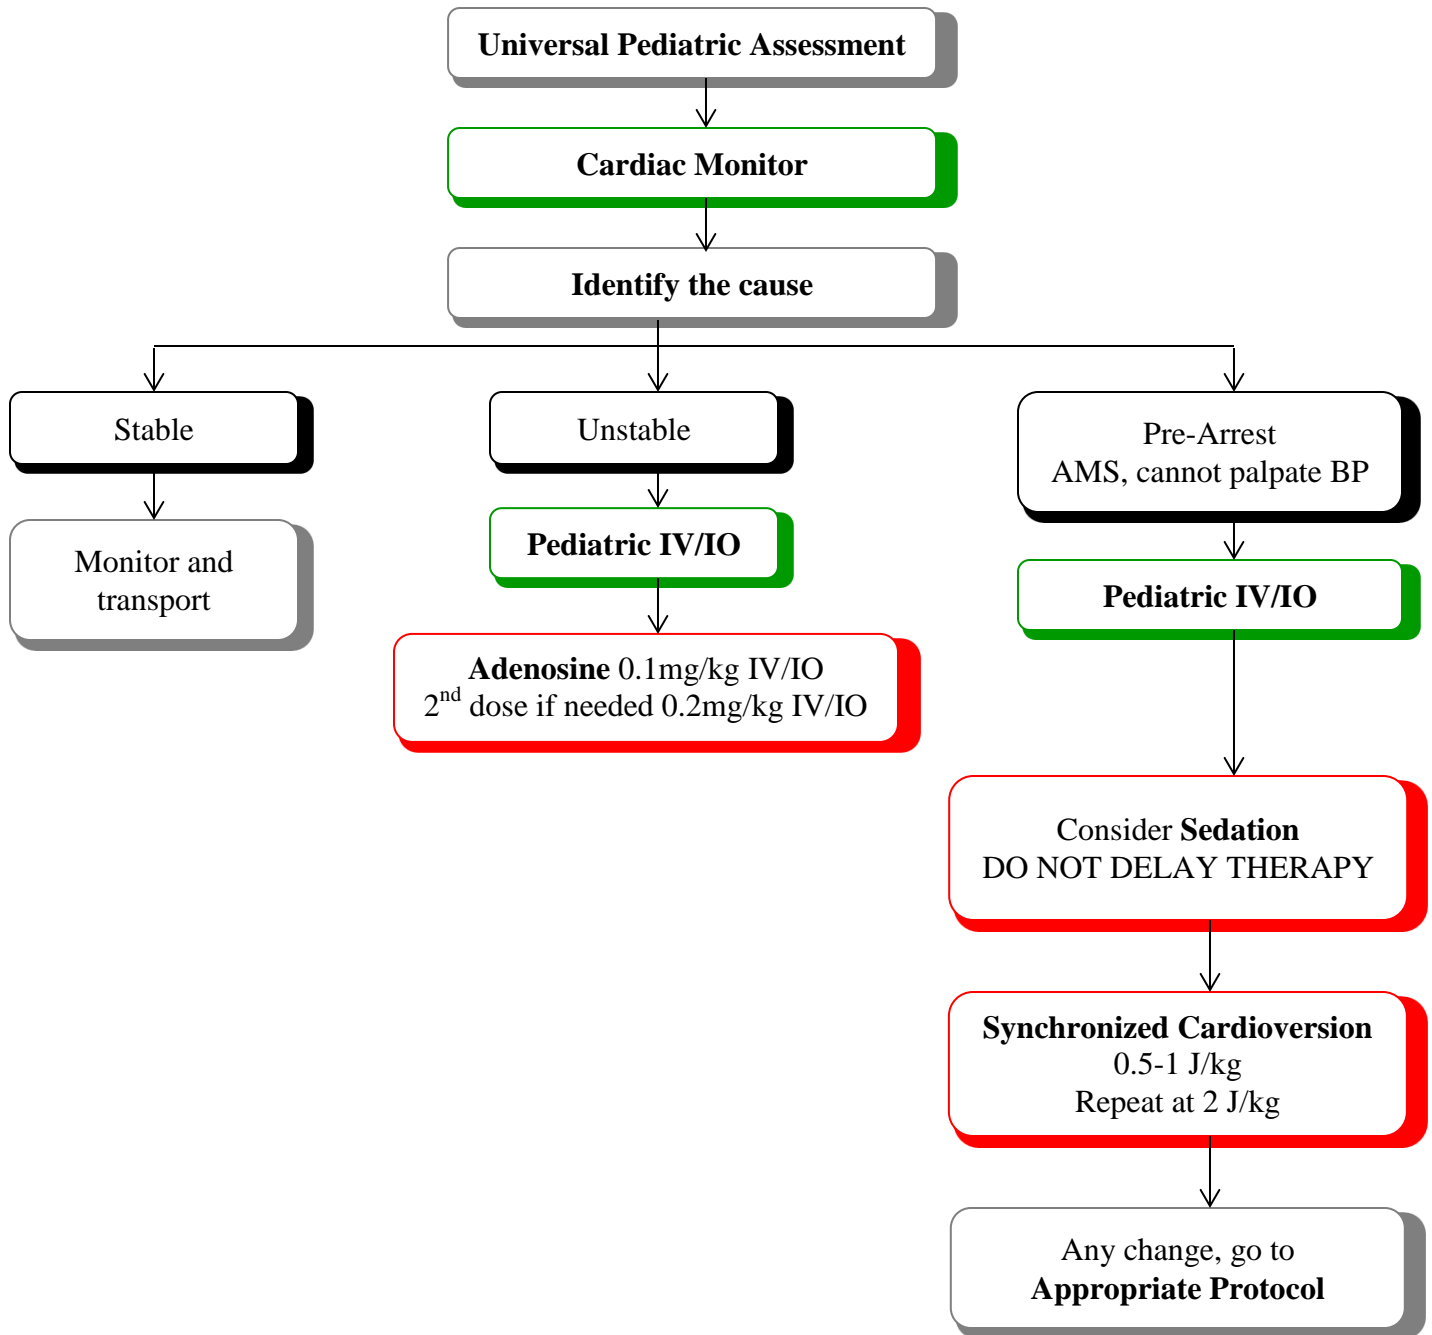 Universal Pediatric Assessment
Cardiac Monitor
Identify the cause
Stable
Monitor and
transport
Unstable
Pediatric IV/IO
Adenosine 0.1mg/kg IV/IO
2nd dose if needed 0.2mg/kg IV/IO
Pre-Arrest
AMS, cannot palpate BP
Pediatric IV/IO
Consider Sedation
DO NOT DELAY THERAPY
Synchronized Cardioversion
0.5-1 J/kg
Repeat at 2 J/kg
Any change, go to
Appropriate Protocol